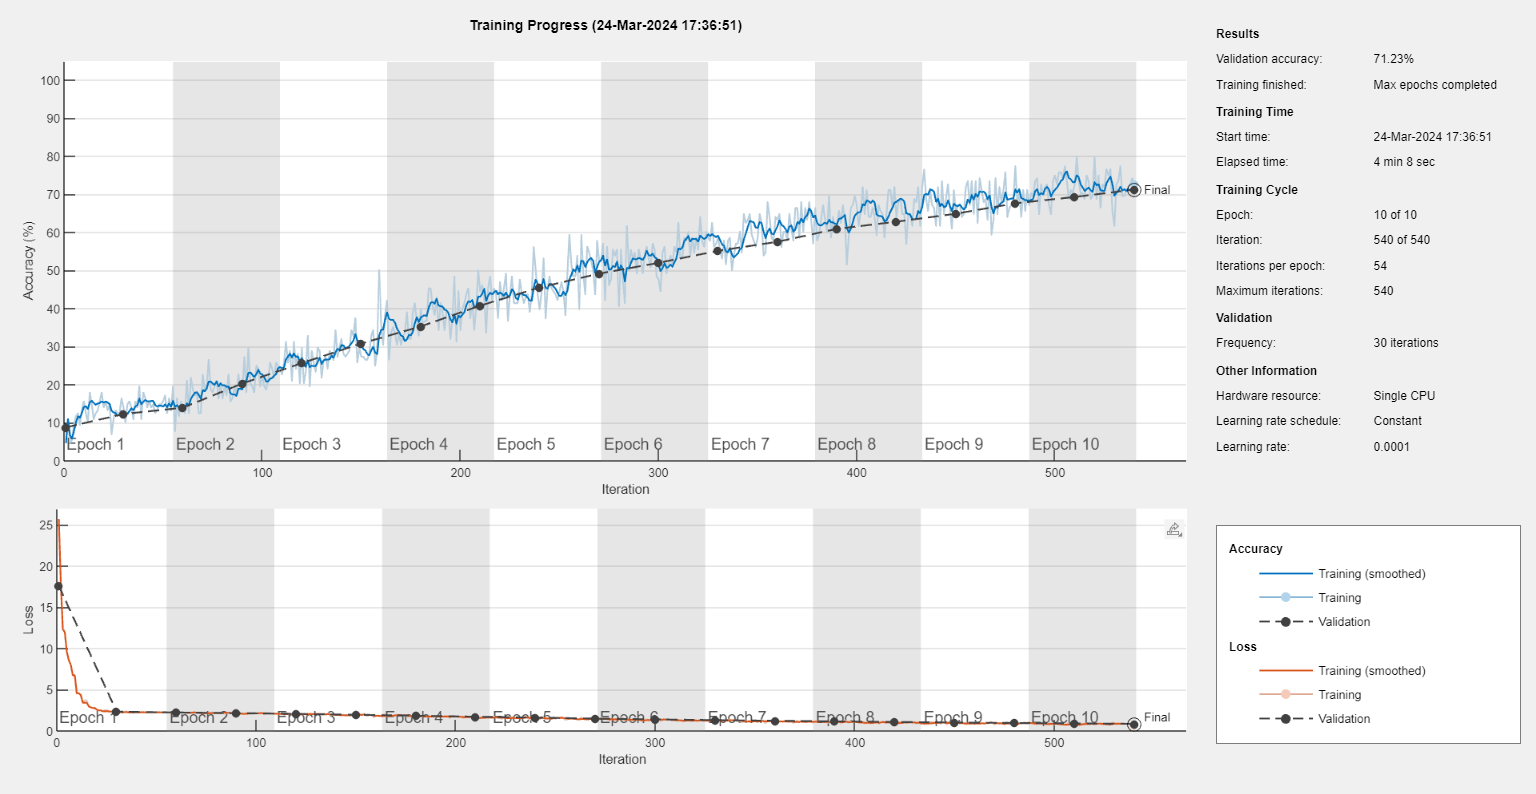 Training Progress (24-Mar-2024 17:36:51)
Accuracy (%)
100
90
80
70
60
50
40
30
20
10
0
Epoch 1
Epoch 2
Epoch 3
Epoch 4
Epoch 5
Epoch 6
Epoch 7
Epoch 8
Epoch 9
Epoch 10
Final
0
100
200
300
400
500
Iteration
Loss
25
20
15
10
5
0
Epoch 1
Epoch 2
Epoch 3
Epoch 4
Epoch 5
Epoch 6
Epoch 7
Epoch 8
Epoch 9
Epoch 10
Final
0
100
200
300
400
500
Iteration
Results
Validation accuracy: 71.23%
Training finished: Max epochs completed
Training Time
Start time: 24-Mar-2024 17:36:51
Elapsed time: 4 min 8 sec
Training Cycle
Epoch: 10 of 10
Iteration: 540 of 540
Iterations per epoch: 54
Maximum iterations: 540
Validation
Frequency: 30 iterations
Other Information
Hardware resource: Single CPU
Learning rate schedule: Constant
Learning rate: 0.0001
Accuracy
Training (smoothed)
Training
Validation
Loss
Training (smoothed)
Training
Validation